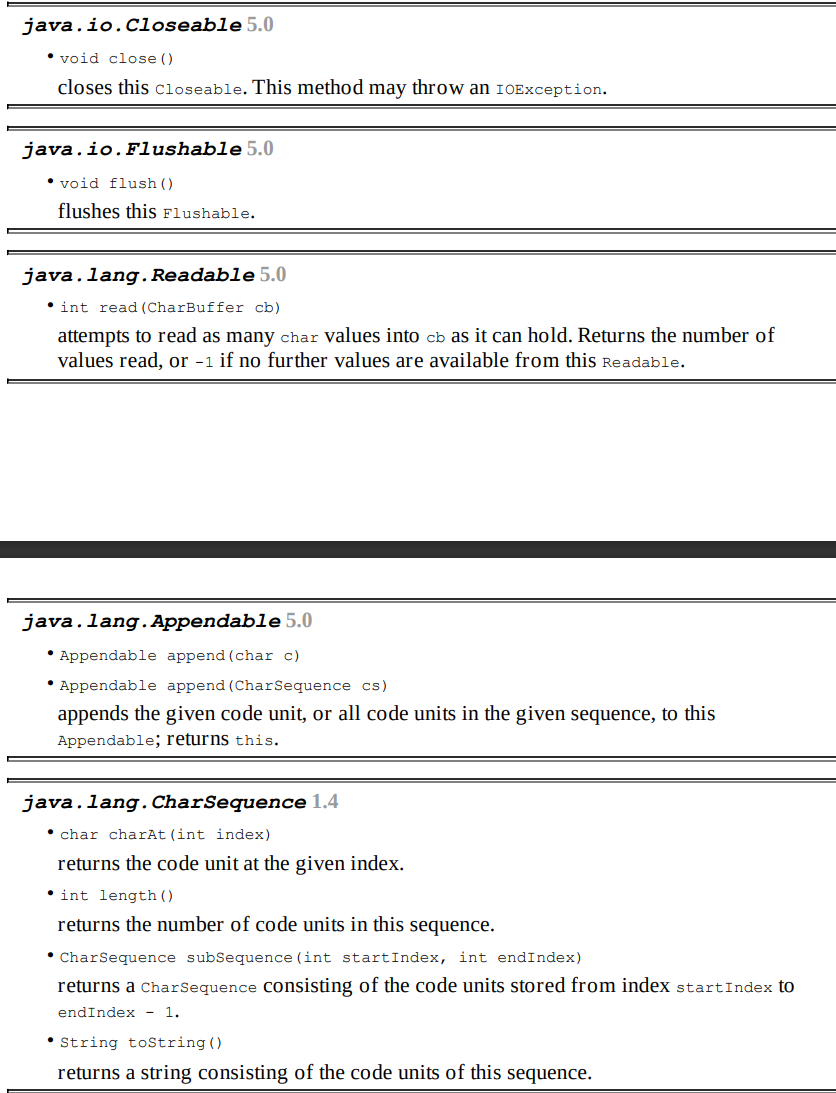 java.io.Closeable 5.0
• void close()
closes this Closeable. This method may throw an IOException.
java.io.Flushable 5.0
• void flush()
flushes this Flushable.
java.lang.Readable 5.0
• int read(CharBuffer cb)
attempts to read as many char values into cb as it can hold. Returns the number of
values read, or -1 if no further values are available from this Readable.
java.lang.Appendable 5.0
• Appendable append(char c)
• Appendable append(CharSequence cs)
appends the given code unit, or all code units in the given sequence, to this
Appendable; returns this.
java.lang.CharSequence 1.4
• char charAt(int index)
returns the code unit at the given index.
• int length()
returns the number of code units in this sequence.
• CharSequence subSequence(int startIndex, int endIndex)
returns a CharSequence consisting of the code units stored from index startIndex to
endIndex - 1.
• String toString()
returns a string consisting of the code units of this sequence.